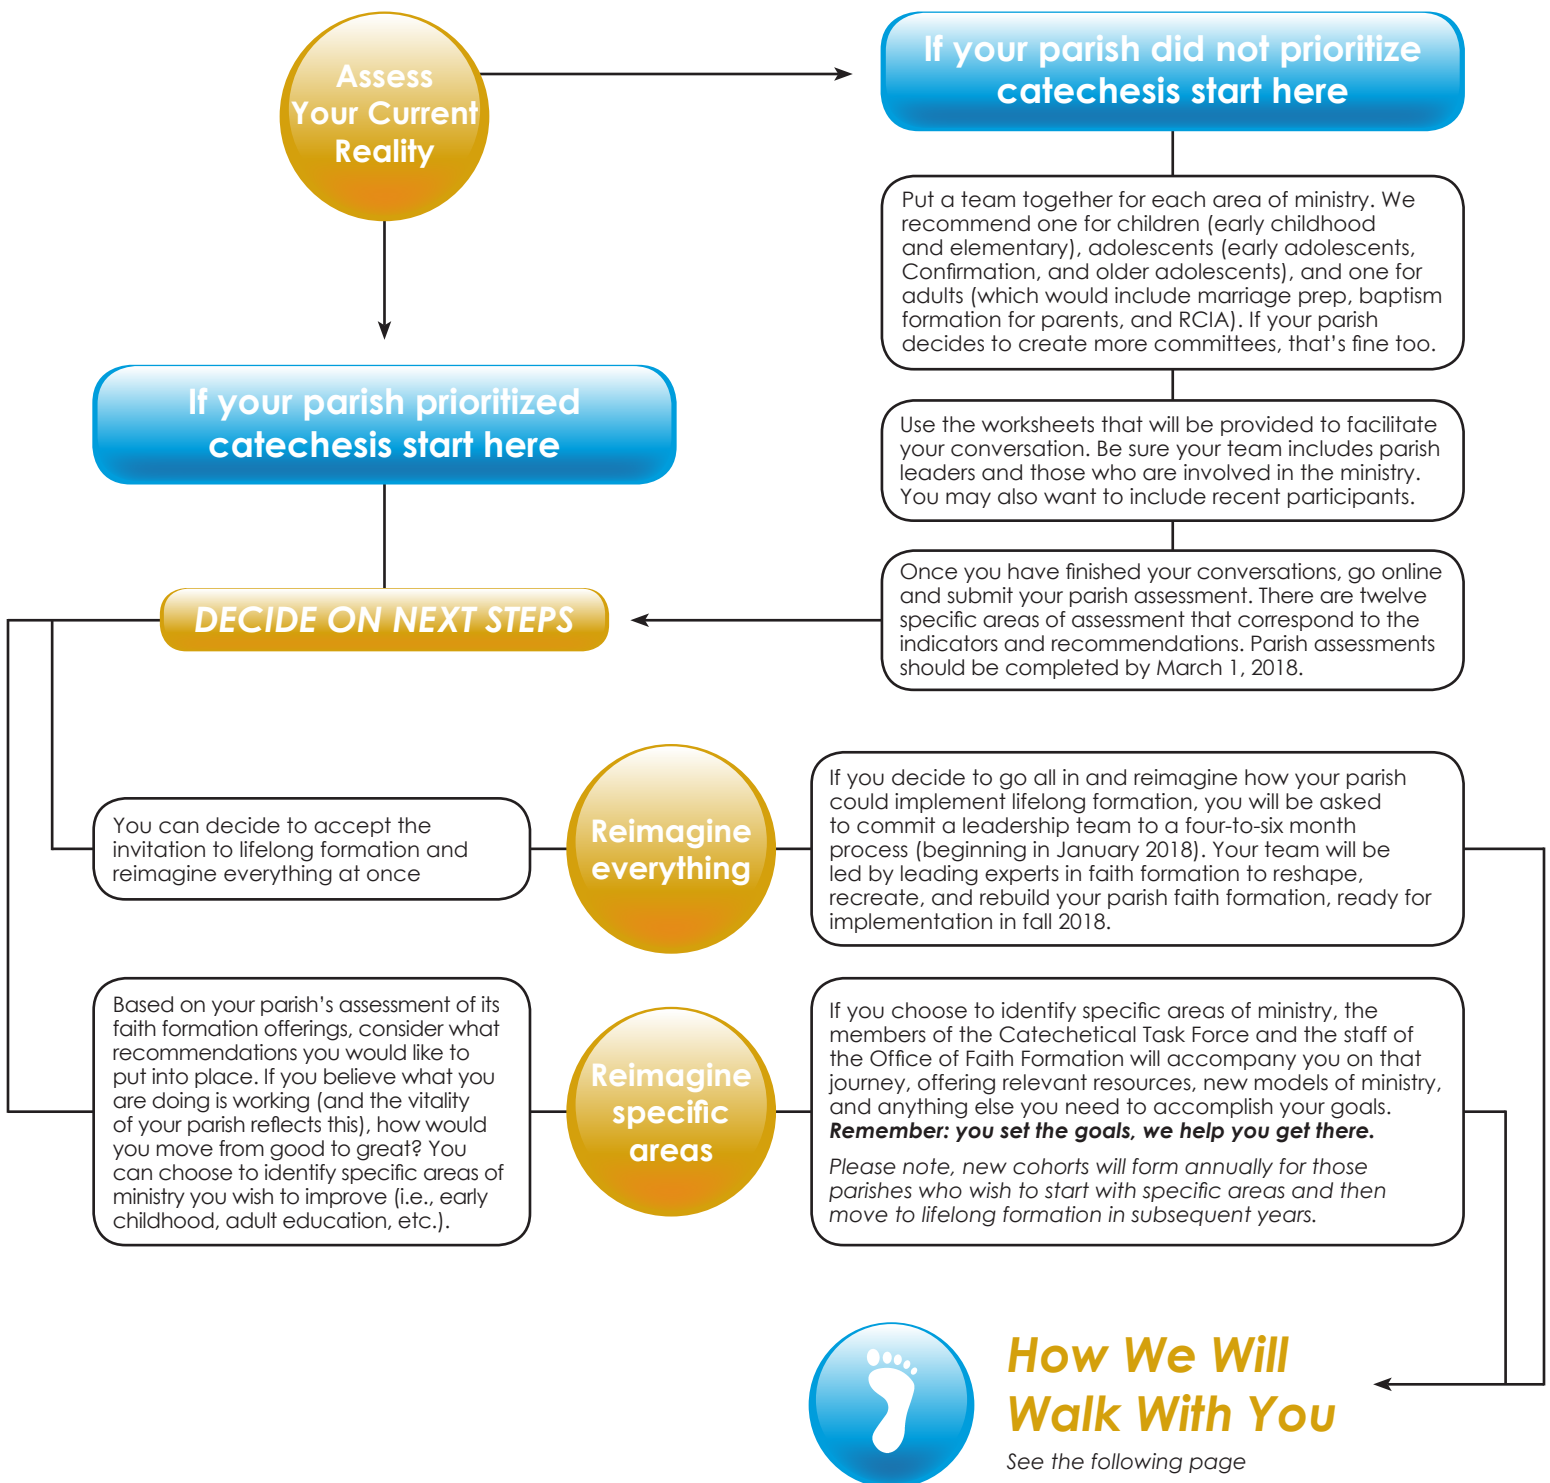 Assess
Your Current
Reality
If your parish did not prioritize
catechesis start here
Put a team together for each area of ministry. We
recommend one for children (early childhood
and elementary), adolescents (early adolescents,
Confirmation, and older adolescents), and one for
adults (which would include marriage prep, baptism
formation for parents, and RCIA). If your parish
decides to create more committees, that's fine too.
If your parish prioritized
catechesis start here
Use the worksheets that will be provided to facilitate
your conversation. Be sure your team includes parish
leaders and those who are involved in the ministry.
You may also want to include recent participants.
Once you have finished your conversations, go online
and submit your parish assessment. There are twelve
specific areas of assessment that correspond to the
indicators and recommendations. Parish assessments
should be completed by March 1, 2018.
DECIDE ON NEXT STEPS
You can decide to accept the
invitation to lifelong formation and
reimagine everything at once
Reimagine
everything
If you decide to go all in and reimagine how your parish
could implement lifelong formation, you will be asked
to commit a leadership team to a four-to-six month
process (beginning in January 2018). Your team will be
led by leading experts in faith formation to reshape,
recreate, and rebuild your parish faith formation, ready for
implementation in fall 2018.
Based on your parish's assessment of its
faith formation offerings, consider what
recommendations you would like to
put into place. If you believe what you
are doing is working (and the vitality
of your parish reflects this), how would
you move from good to great? You
can choose to identify specific areas of
ministry you wish to improve (i.e., early
childhood, adult education, etc.).
Reimagine
specific
areas
If you choose to identify specific areas of ministry, the
members of the Catechetical Task Force and the staff of
the Office of Faith Formation will accompany you on that
journey, offering relevant resources, new models of ministry,
and anything else you need to accomplish your goals.
Remember: you set the goals, we help you get there.
Please note, new cohorts will form annually for those
parishes who wish to start with specific areas and then
move to lifelong formation in subsequent years.
How We Will
Walk With You
See the following page